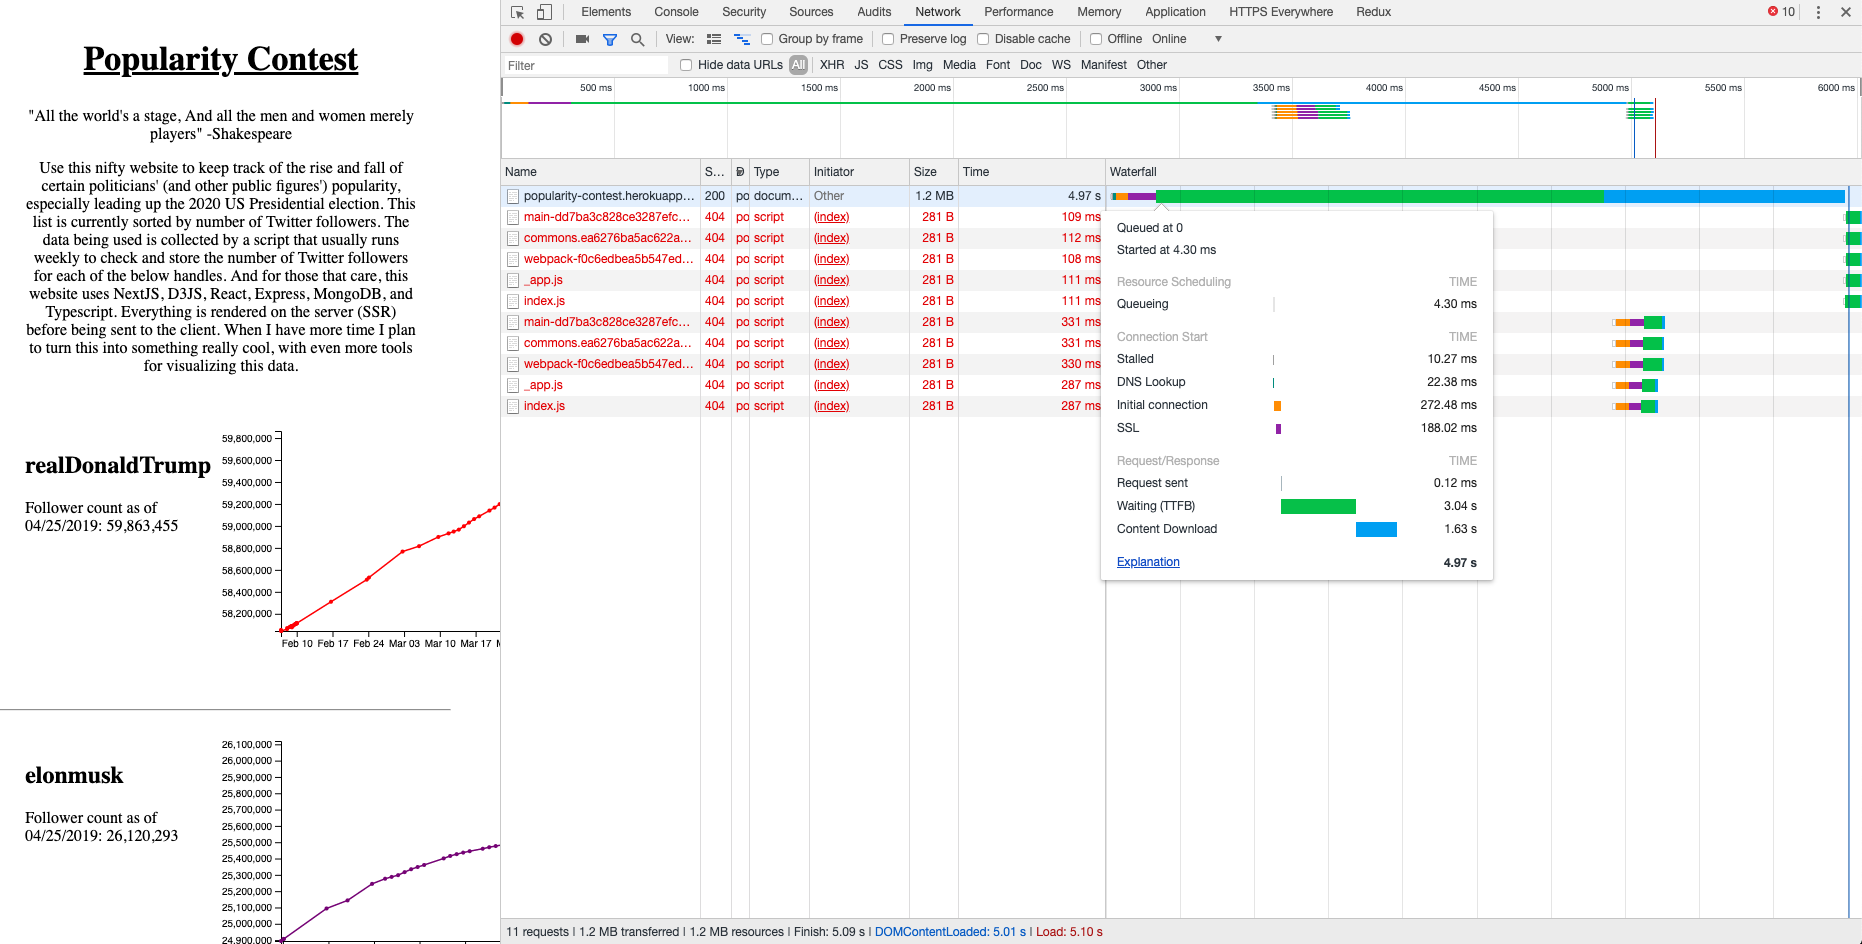 Popularity Contest
"All the world's a stage, And all the men and women merely
players" -Shakespeare
Use this nifty website to keep track of the rise and fall of
certain politicians' (and other public figures') popularity,
especially leading up the 2020 US Presidential election. This
list is currently sorted by number of Twitter followers. The
data being used is collected by a script that usually runs
weekly to check and store the number of Twitter followers
for each of the below handles. And for those that care, this
website uses NextJS, D3JS, React, Express, MongoDB, and
Typescript. Everything is rendered on the server (SSR)
before being sent to the client. When I have more time I plan
to turn this into something really cool, with even more tools
for visualizing this data.
realDonaldTrump
Follower count as of
04/25/2019: 59,863,455
59,800,000
59,600,000
59,400,000
59,200,000
59,000,000
58,800,000
58,600,000
58,400,000
58,200,000
Feb 10 Feb 17 Feb 24 Mar 03 Mar 10 Mar 17 M
elonmusk
Follower count as of
04/25/2019: 26,120,293
26,100,000
26,000,000
25,900,000
25,800,000
25,700,000
25,600,000
25,500,000
25,400,000
25,300,000
25,200,000
25,100,000
25,000,000
24,900,000
Elements Console Security Sources Audits Network Performance Memory Application HTTPS Everywhere Redux 10
View: Group by frame Preserve log Disable cache Offline Online
Filter Hide data URLs All XHR JS CSS Img Media Font Doc WS Manifest Other
500 ms 1000 ms 1500 ms 2000 ms 2500 ms 3000 ms 3500 ms 4000 ms 4500 ms 5000 ms 5500 ms 6000 ms
Name S... Type Initiator Size Time Waterfall
popularity-contest.herokuapp... 200 po docum... Other 1.2 MB 4.97 s
main-dd7ba3c828ce3287efc... 404 po script (index) 281 B 109 ms
commons.ea6276ba5ac622a... 404 po script (index) 281 B 112 ms
webpack-f0c6edbea5b547ed... 404 po script (index) 281 B 108 ms
_app.js 404 po script (index) 281 B 111 ms
index.js 404 po script (index) 281 B 111 ms
main-dd7ba3c828ce3287efc... 404 po script (index) 281 B 331 ms
commons.ea6276ba5ac622a... 404 po script (index) 281 B 331 ms
webpack-f0c6edbea5b547ed... 404 po script (index) 281 B 330 ms
_app.js 404 po script (index) 281 B 287 ms
index.js 404 po script (index) 281 B 287 ms
Queued at 0
Started at 4.30 ms
Resource Scheduling TIME
Queueing 4.30 ms
Connection Start TIME
Stalled 10.27 ms
DNS Lookup 22.38 ms
Initial connection 272.48 ms
SSL 188.02 ms
Request/Response TIME
Request sent 0.12 ms
Waiting (TTFB) 3.04 s
Content Download 1.63 s
Explanation 4.97 s
11 requests | 1.2 MB transferred | 1.2 MB resources | Finish: 5.09 s | DOMContentLoaded: 5.01 s | Load: 5.10 s